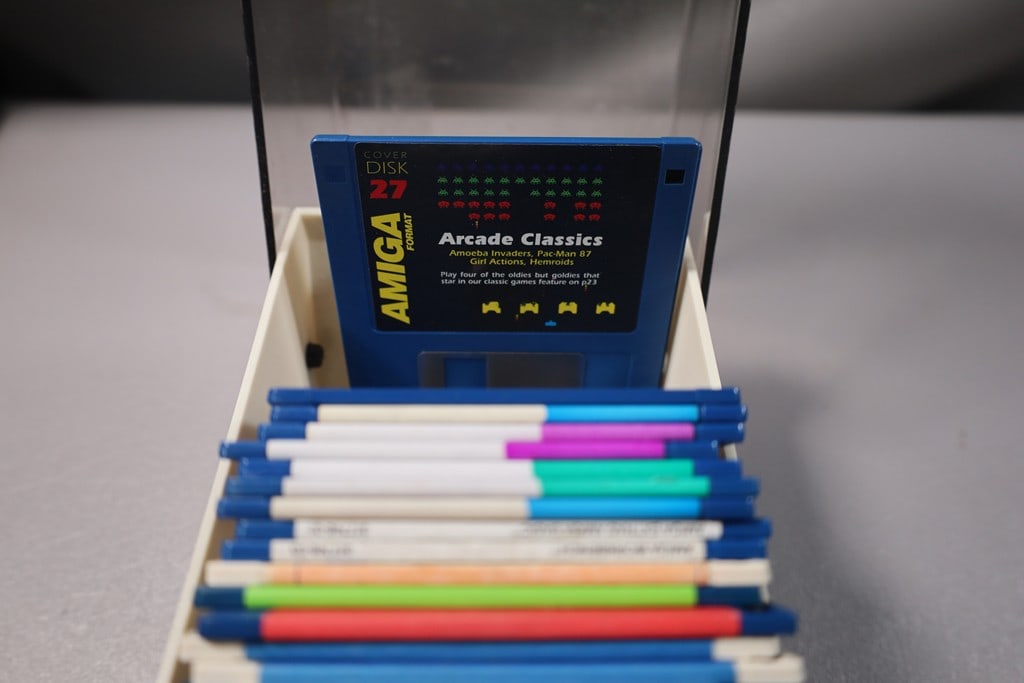 COVER
DISK
27
AMIGA
FORMAT
Arcade Classics
Amoeba Invaders, Pac-Man 87
Girl Actions, Hemroids
Play four of the oldies but goldies that
star in our classic games feature on p23